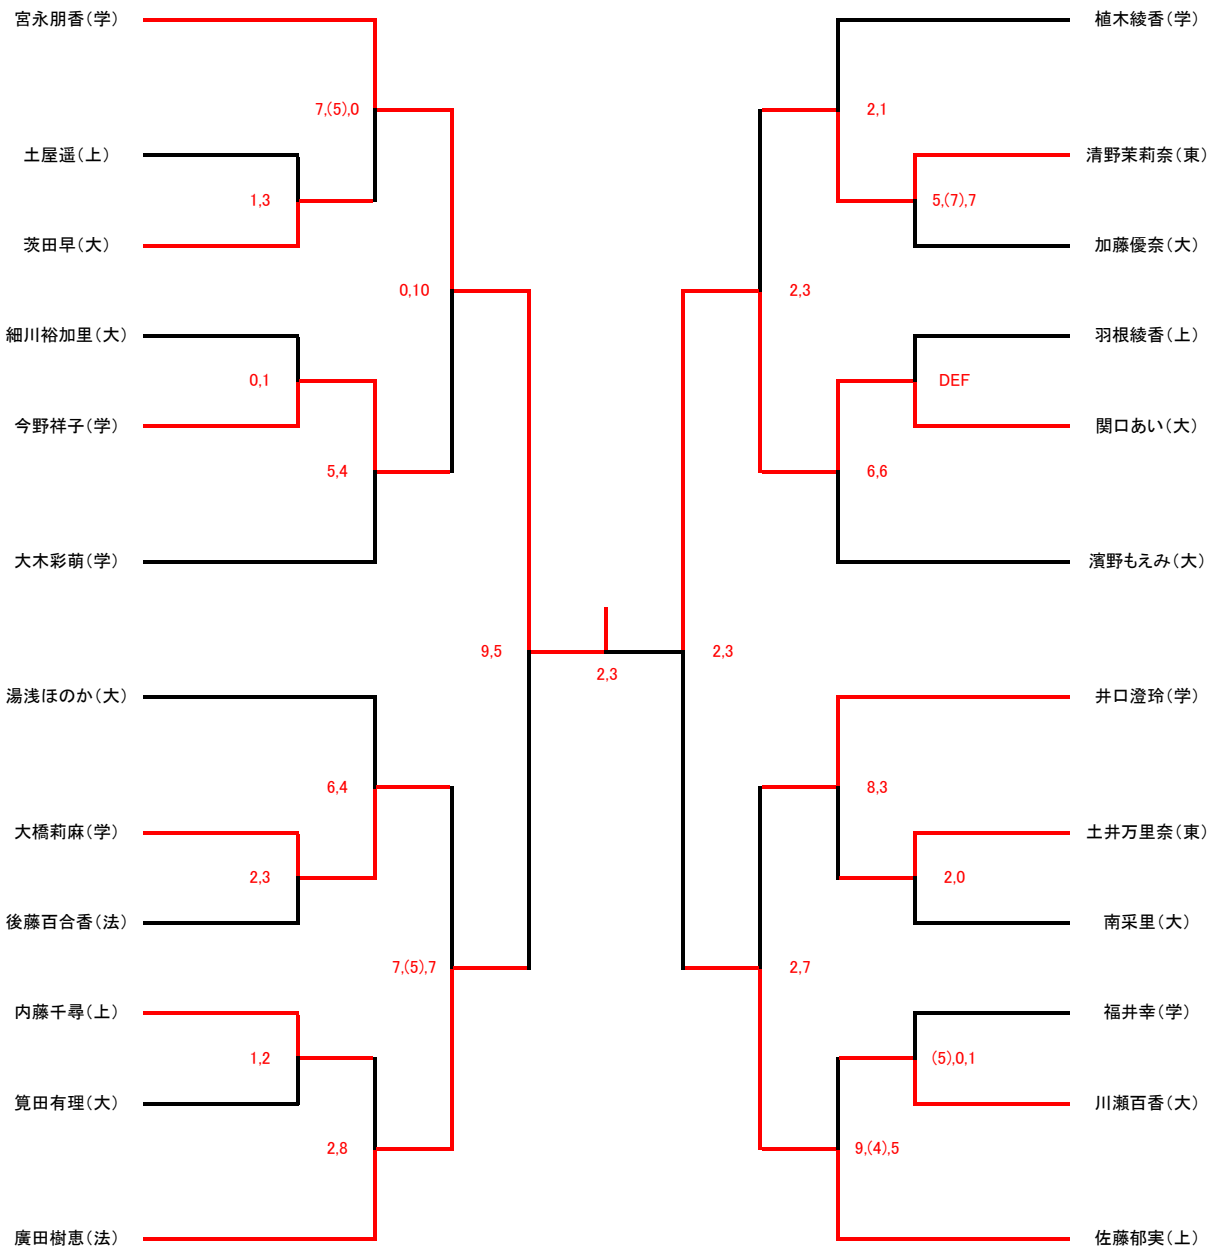 宮永朋香(学)
7,(5),0
土屋遥(上)
1,3
茨田早(大)
0,10
細川裕加里(大)
0,1
今野祥子(学)
5,4
大木彩萌(学)
9,5
湯浅ほのか(大)
6,4
大橋莉麻(学)
2,3
後藤百合香(法)
7,(5),7
内藤千尋(上)
1,2
筧田有理(大)
2,8
廣田樹恵(法)
2,3
植木綾香(学)
2,1
清野茉莉奈(東)
5,(7),7
加藤優奈(大)
2,3
羽根綾香(上)
DEF
関口あい(大)
6,6
濱野もえみ(大)
2,3
井口澄玲(学)
8,3
土井万里奈(東)
2,0
南采里(大)
2,7
福井幸(学)
(5),0,1
川瀬百香(大)
9,(4),5
佐藤郁実(上)